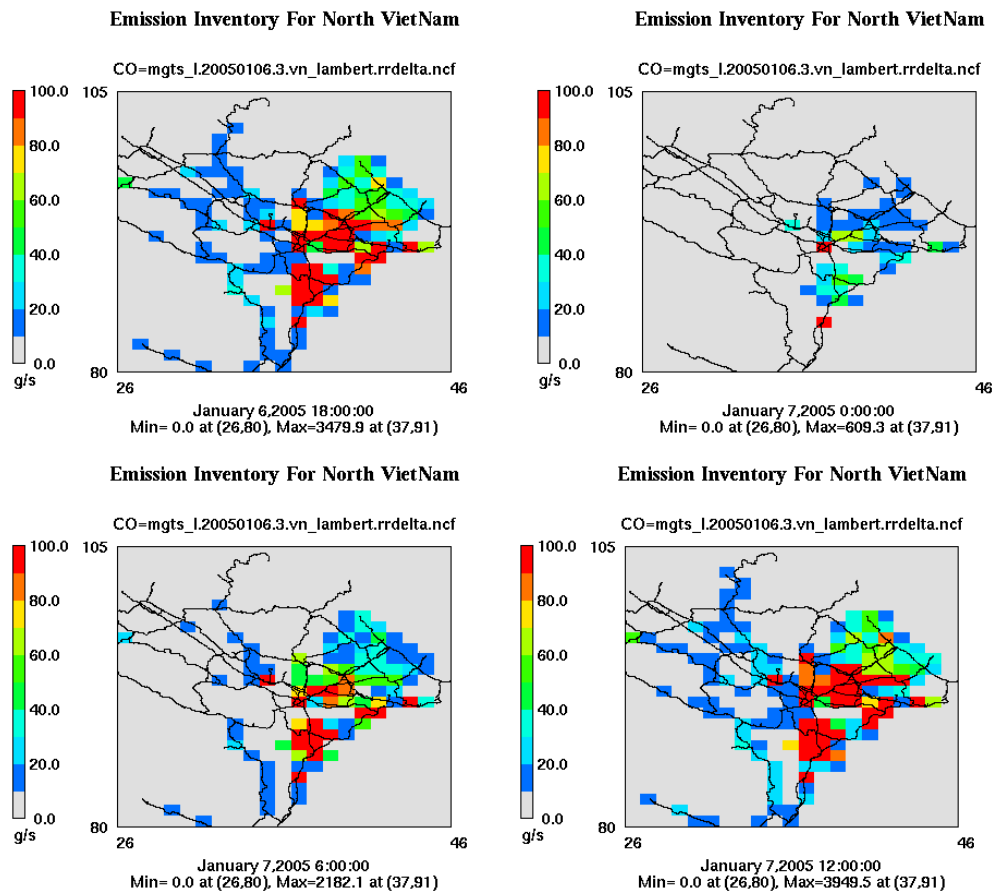 Emission Inventory For North VietNam
CO=mgts_l.20050106.3.vn_lambert.rrdelta.ncf
100.0
80.0
60.0
40.0
20.0
0.0
g/s
105
80
26
46
January 6,2005 18:00:00
Min= 0.0 at (26,80), Max=3479.9 at (37,91)
Emission Inventory For North VietNam
CO=mgts_l.20050106.3.vn_lambert.rrdelta.ncf
100.0
80.0
60.0
40.0
20.0
0.0
g/s
105
80
26
46
January 7,2005 0:00:00
Min= 0.0 at (26,80), Max=609.3 at (37,91)
Emission Inventory For North VietNam
CO=mgts_l.20050106.3.vn_lambert.rrdelta.ncf
100.0
80.0
60.0
40.0
20.0
0.0
g/s
105
80
26
46
January 7,2005 6:00:00
Min= 0.0 at (26,80), Max=2182.1 at (37,91)
Emission Inventory For North VietNam
CO=mgts_l.20050106.3.vn_lambert.rrdelta.ncf
100.0
80.0
60.0
40.0
20.0
0.0
g/s
105
80
26
46
January 7,2005 12:00:00
Min= 0.0 at (26,80), Max=3949.5 at (37,91)